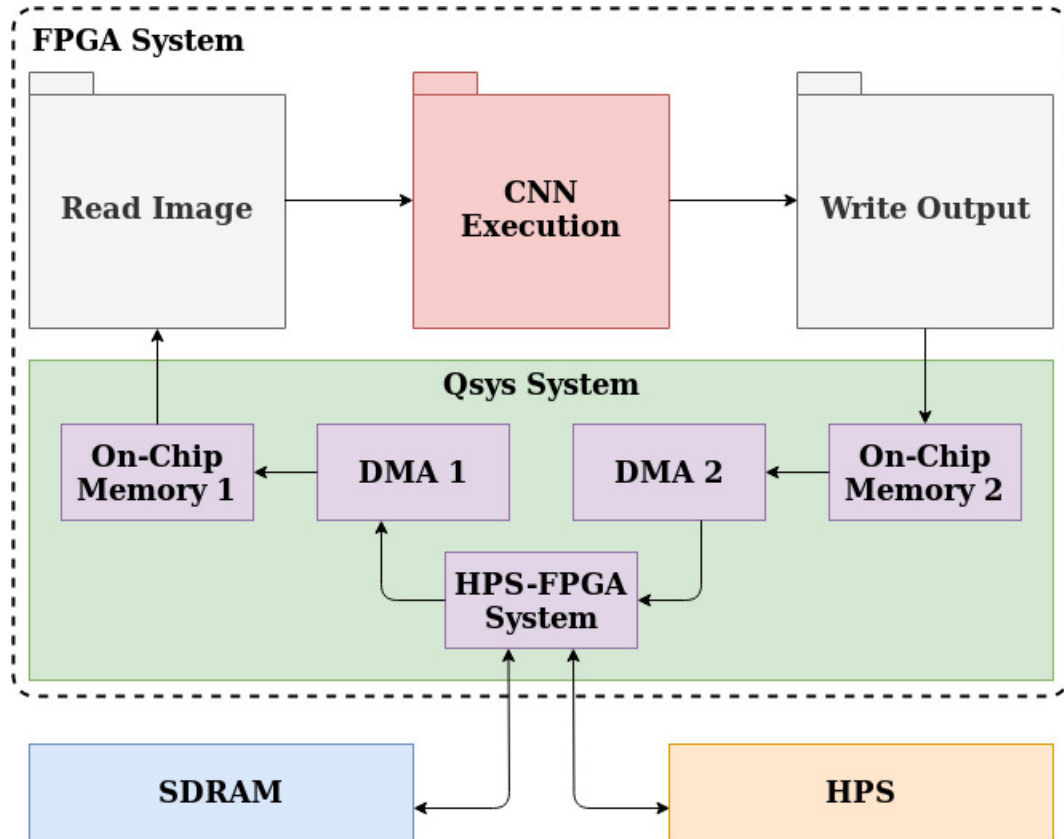 FPGA System
Read Image
CNN
Execution
Write Output
Qsys System
On-Chip
Memory 1
DMA 1
DMA 2
On-Chip
Memory 2
HPS-FPGA
System
SDRAM
HPS